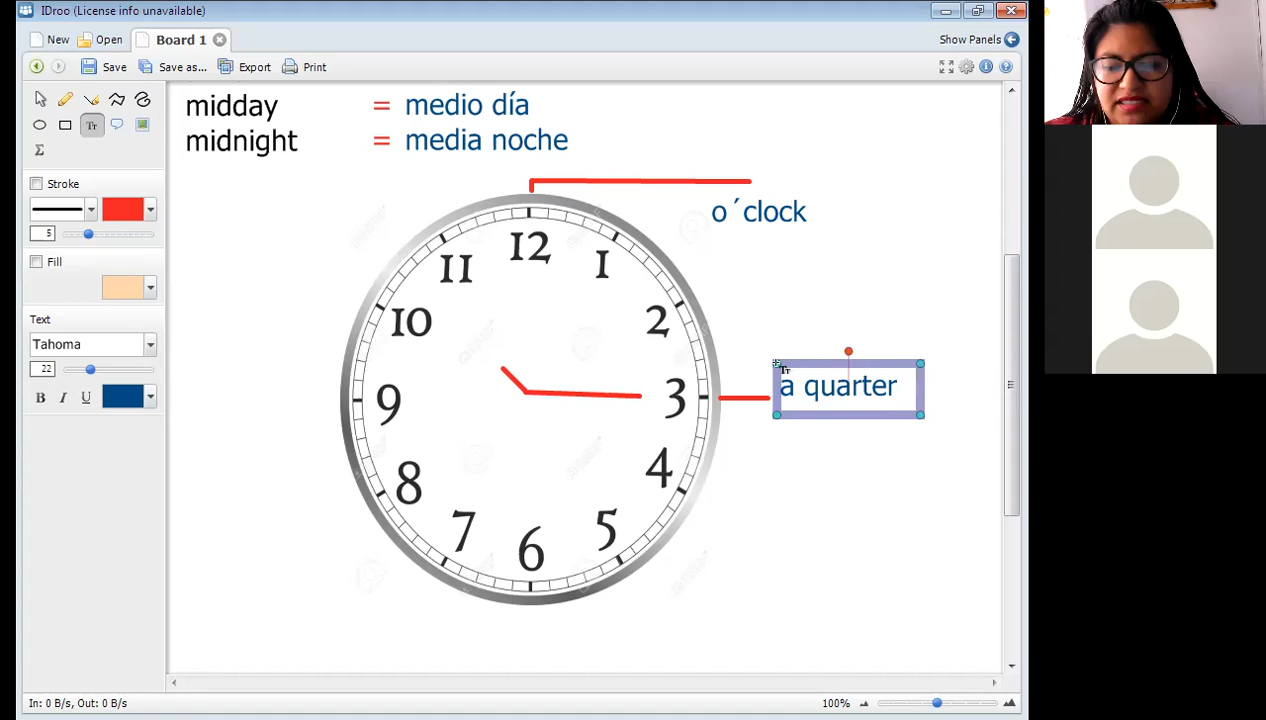 IDroo (License info unavailable)
New Open Board 1 Show Panels
Save Save as... Export Print
Tr
Σ
Stroke
5
Fill
Text
Tahoma
22
B I U
midday = medio día
midnight = media noche
o´clock
12
11 1
10 2
9 3
8 4
7 5
6
a quarter
Tr
In: 0 B/s, Out: 0 B/s 100%